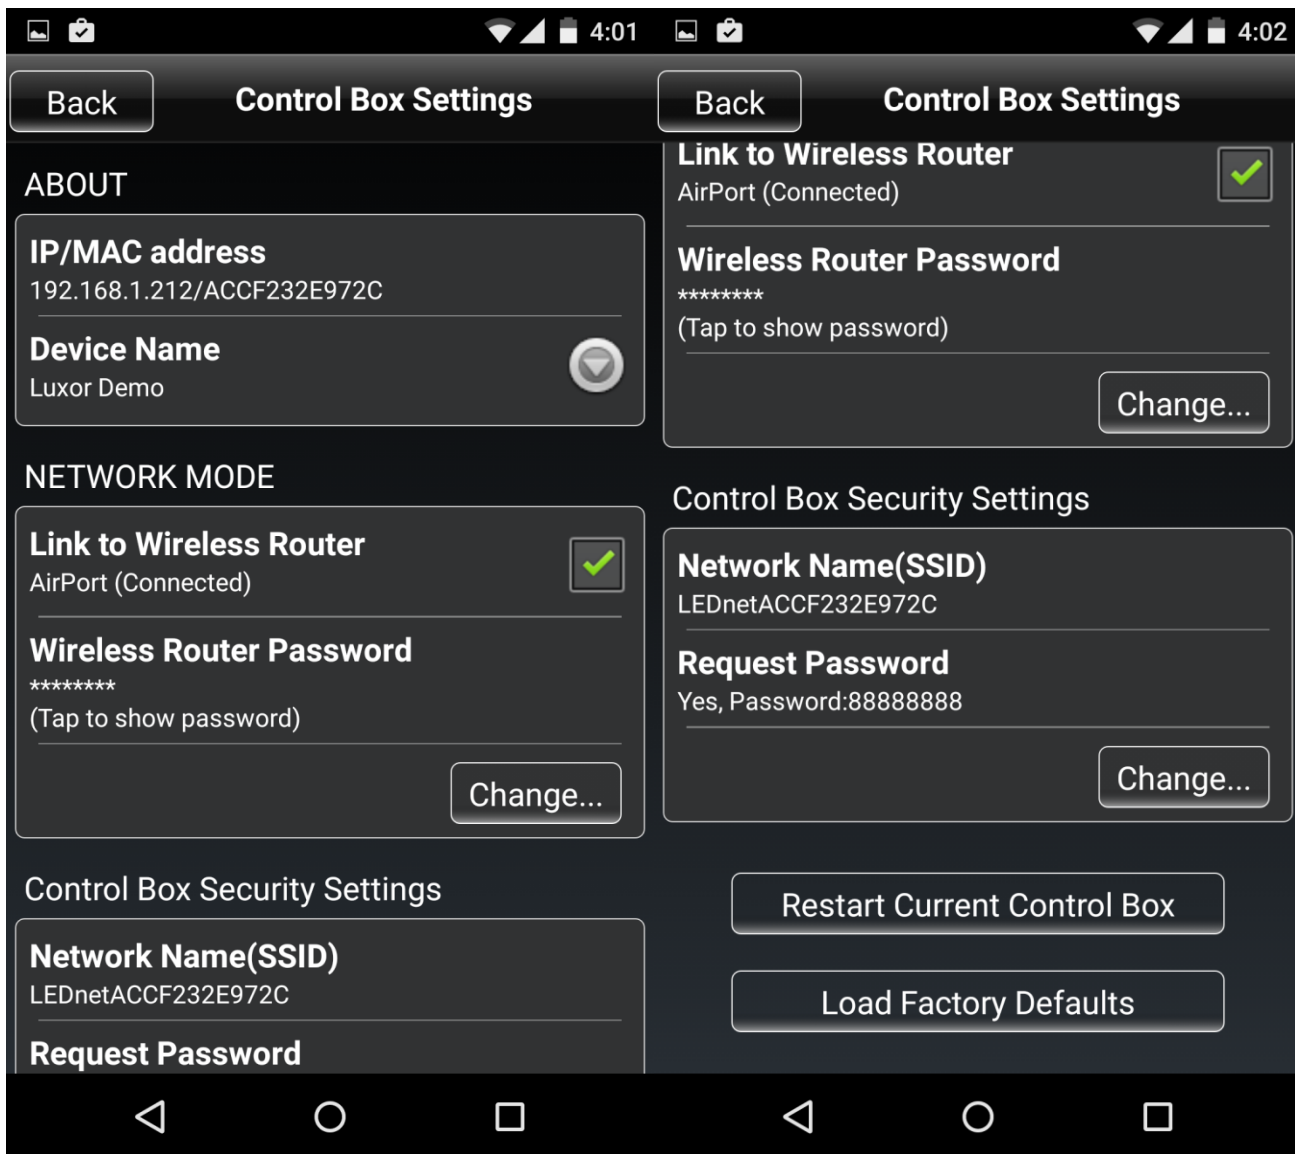 4:01
Back
Control Box Settings
ABOUT
IP/MAC address
192.168.1.212/ACCF232E972C
Device Name
Luxor Demo
NETWORK MODE
Link to Wireless Router
AirPort (Connected)
Wireless Router Password
********
(Tap to show password)
Change...
Control Box Security Settings
Network Name(SSID)
LEDnetACCF232E972C
Request Password
4:02
Back
Control Box Settings
Link to Wireless Router
AirPort (Connected)
Wireless Router Password
********
(Tap to show password)
Change...
Control Box Security Settings
Network Name(SSID)
LEDnetACCF232E972C
Request Password
Yes, Password:88888888
Change...
Restart Current Control Box
Load Factory Defaults